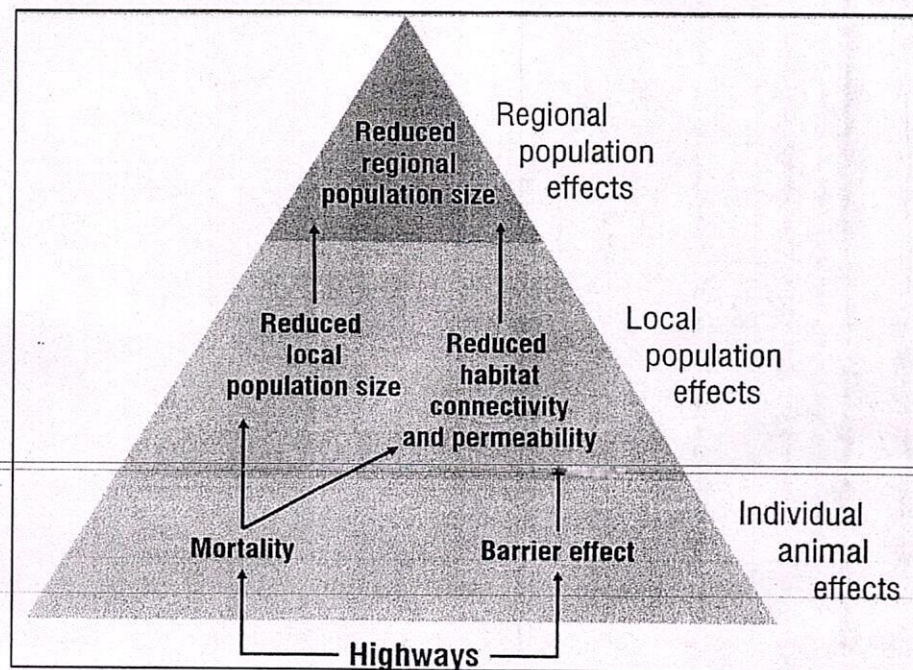 Reduced
regional
population size
Regional
population
effects
Reduced
local
population size
Reduced
habitat
connectivity
and permeability
Local
population
effects
Mortality
Barrier effect
Individual
animal
effects
Highways